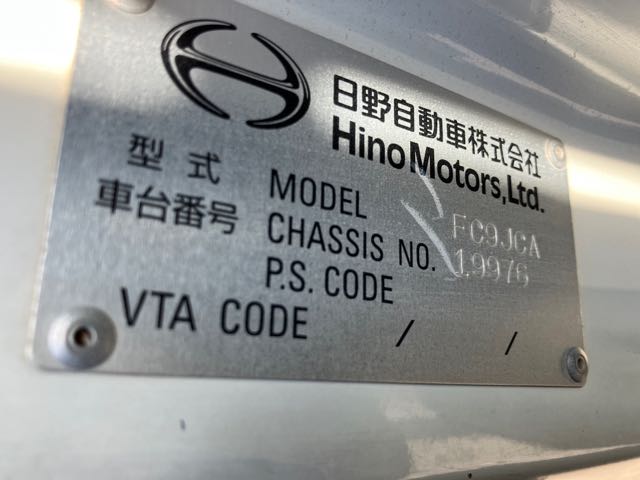 日野自動車株式会社
Hino Motors, Ltd.
型式 MODEL FC9JCA
車台番号 CHASSIS NO. 19976
P.S. CODE
VTA CODE / /